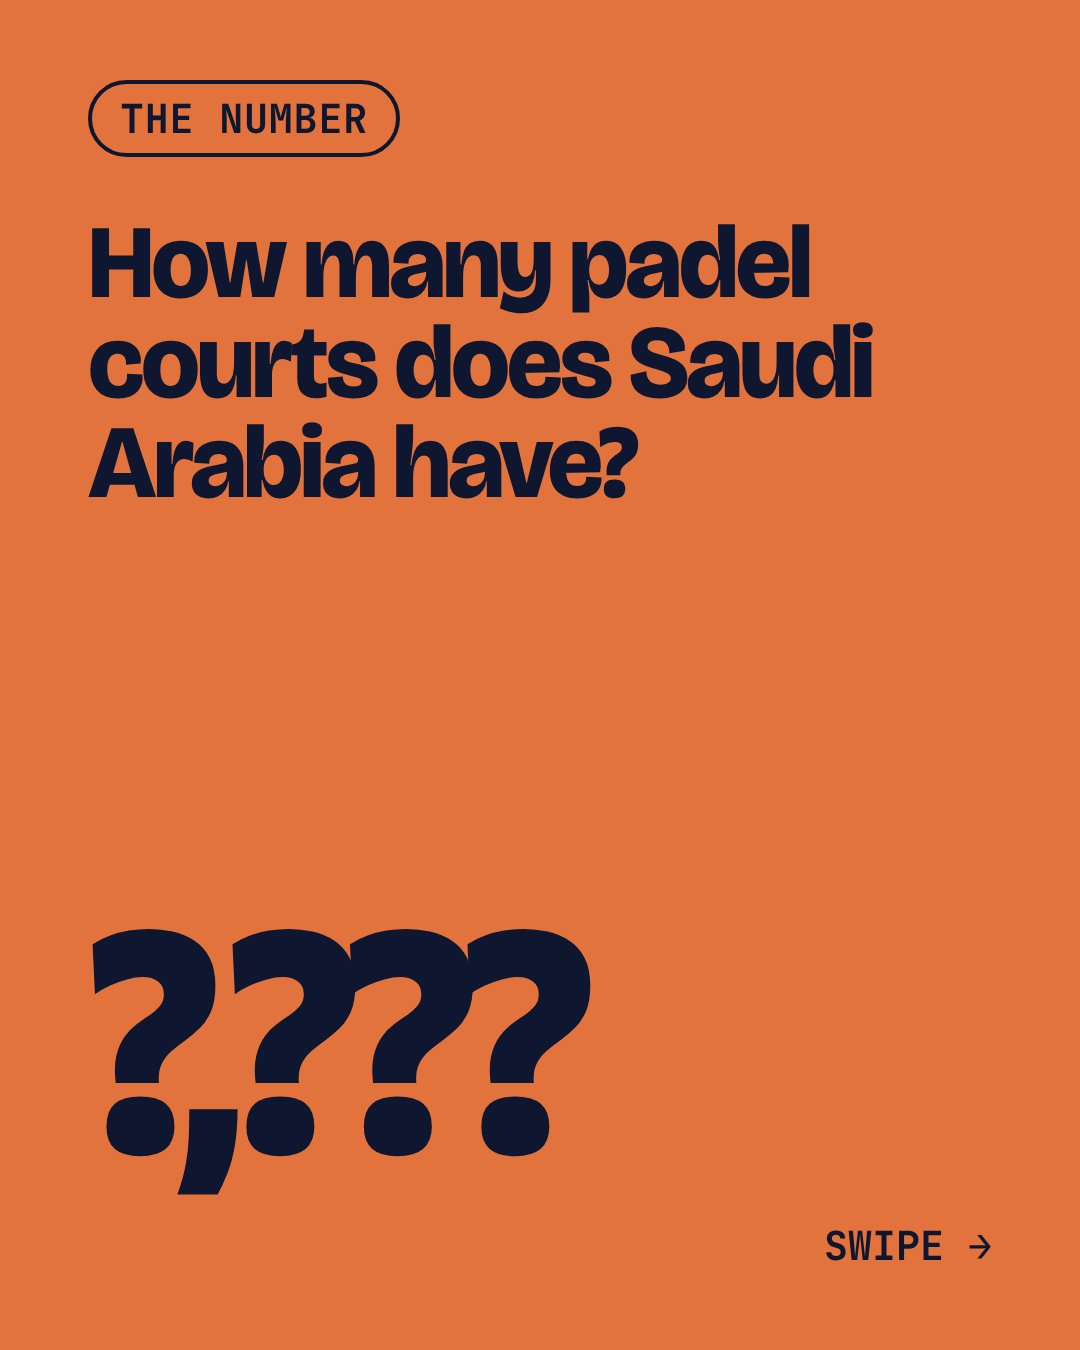 THE NUMBER
How many padel
courts does Saudi
Arabia have?
?,???
SWIPE →